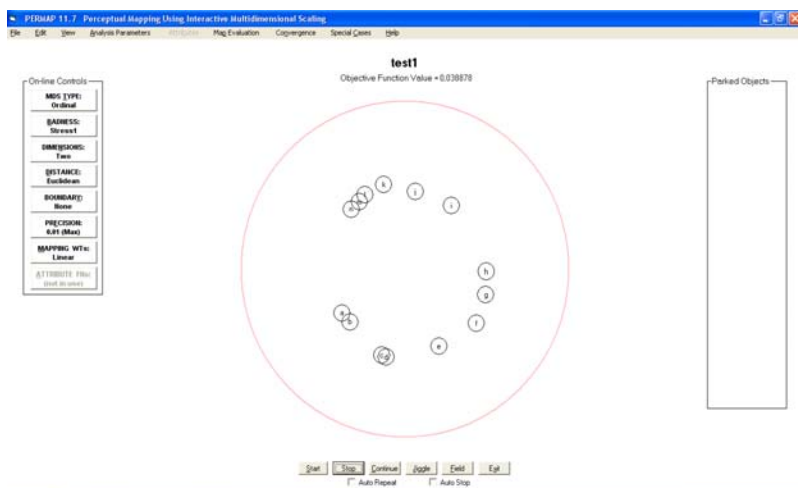 PERMAP 11.7 Perceptual Mapping Using Interactive Multidimensional Scaling
File Edit View Analysis Parameters Attributes Map Evaluation Convergence Special Cases Help
test1
Objective Function Value = 0.038878
On-line Controls
MDS TYPE:
Ordinal
BADNESS:
Stress1
DIMENSIONS:
Two
DISTANCE:
Euclidean
BOUNDARY:
None
PRECISION:
0.01 (Max)
MAPPING WTs:
Linear
ATTRIBUTE Fits:
(not in use)
Parked Objects
k
l
j
i
h
g
a
b
f
e
Start Stop Continue Jiggle Field Exit
Auto Repeat Auto Stop